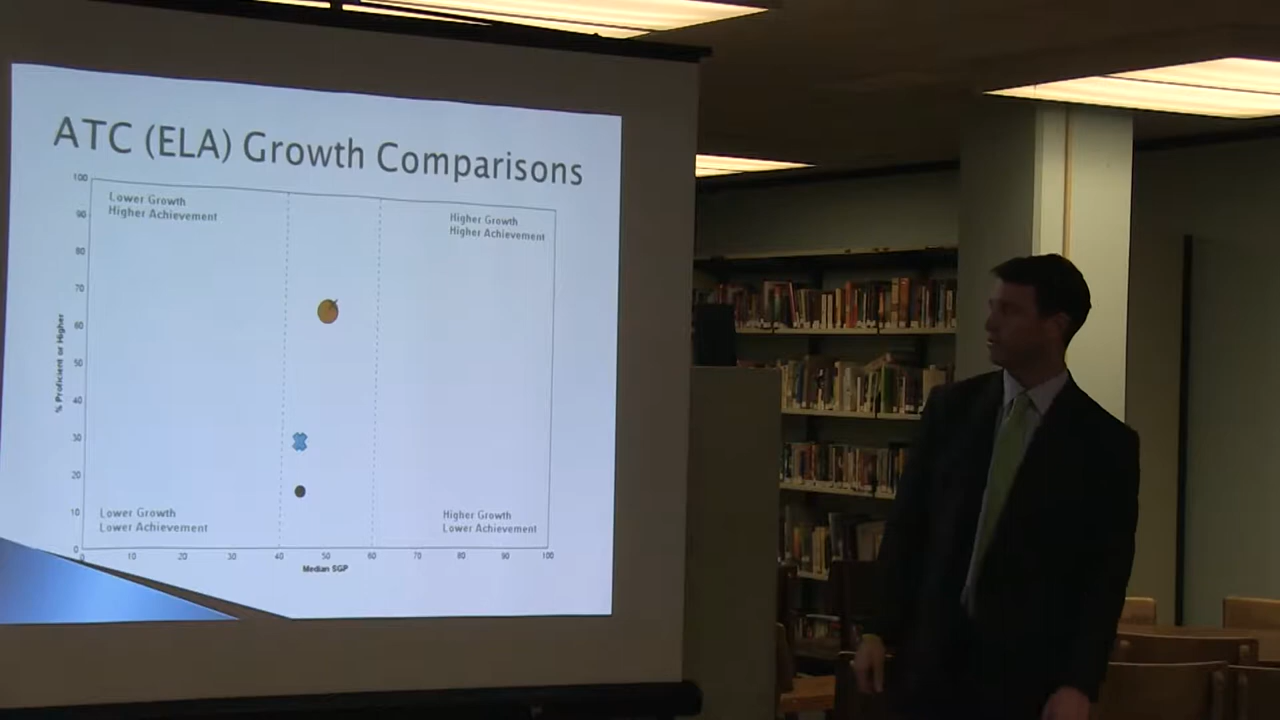 ATC (ELA) Growth Comparisons
100
90
80
70
60
50
40
30
20
10
0
% Proficient or Higher
Lower Growth
Higher Achievement
Higher Growth
Higher Achievement
Lower Growth
Lower Achievement
Higher Growth
Lower Achievement
0 10 20 30 40 50 60 70 80 90 100
Median SGP